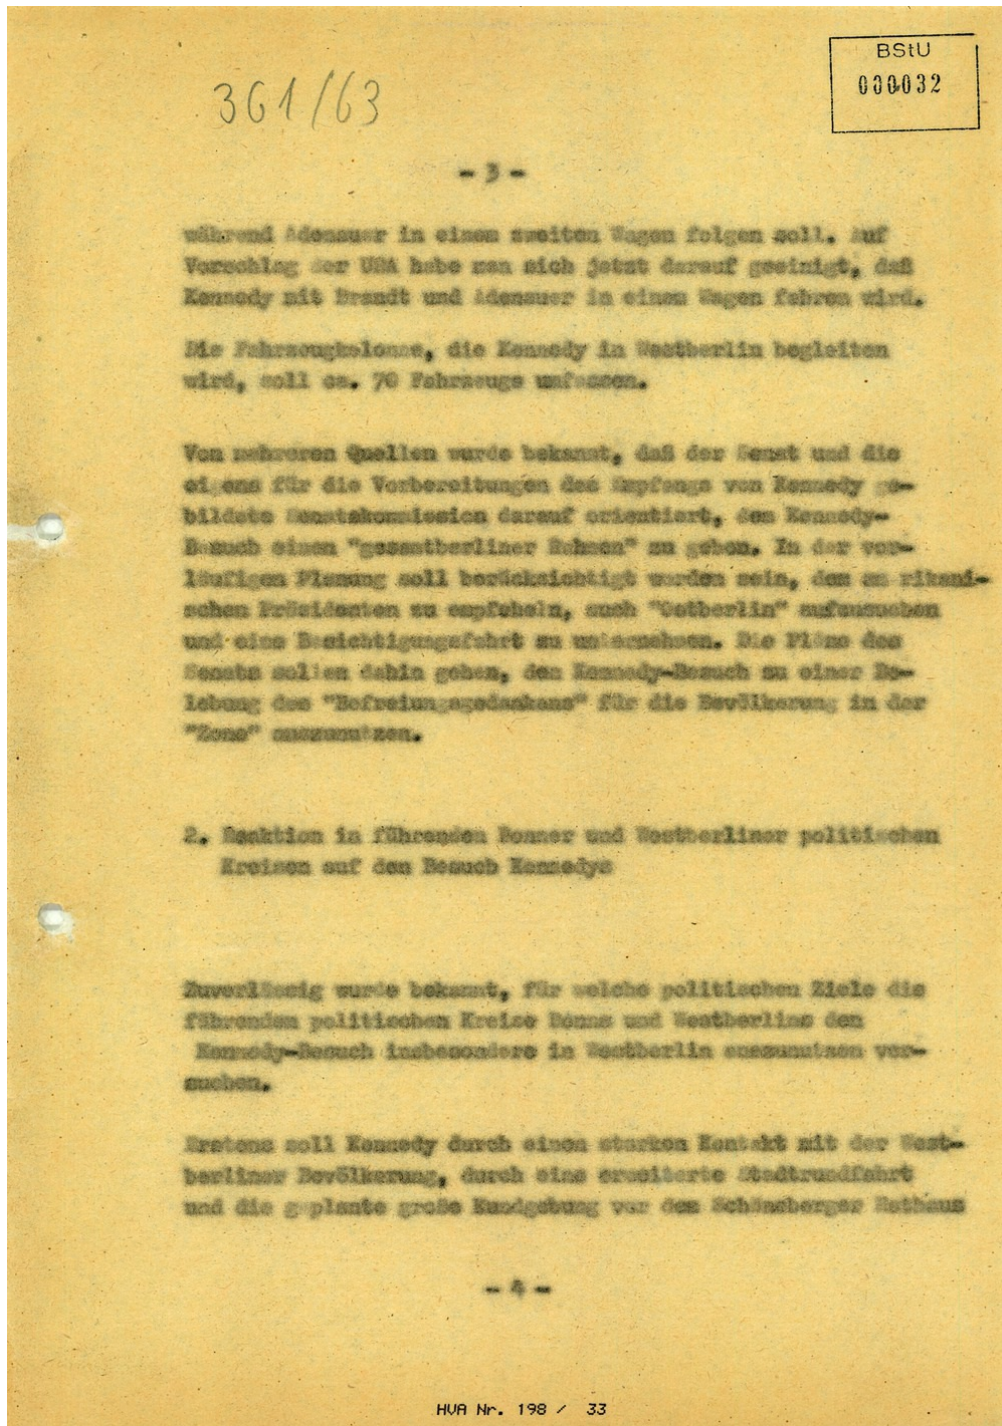 361/63
BStU
000032
- 3 -
während Adenauer in einem zweiten Wagen folgen soll. Auf
Vorschlag der USA habe man sich jetzt darauf geeinigt, daß
Kennedy mit Brandt und Adenauer in einem Wagen fahren wird.
Die Fahrzeugkolonne, die Kennedy in Westberlin begleiten
wird, soll ca. 70 Fahrzeuge umfassen.
Von mehreren Quellen wurde bekannt, daß der Senat und die
eigens für die Vorbereitungen des Empfangs von Kennedy ge-
bildete Senatskommission darauf orientiert, dem Kennedy-
Besuch einen "gesamtberliner Rahmen" zu geben. In der vor-
läufigen Planung soll berücksichtigt worden sein, dem amerikani-
schen Präsidenten zu empfeheln, auch "Ostberlin" aufzusuchen
und eine Besichtigungsfahrt zu unternehmen. Die Pläne des
Senats sollen dahin gehen, den Kennedy-Besuch zu einer Be-
lebung des "Befreiungsgedankens" für die Bevölkerung in der
"Zone" auszunutzen.
2. Reaktion in führenden Bonner und Westberliner politischen
Kreisen auf den Besuch Kennedys
Zuverlässig wurde bekannt, für welche politischen Ziele die
führenden politischen Kreise Bonns und Westberlins den
Kennedy-Besuch insbesondere in Westberlin auszunutzen ver-
suchen.
Erstens soll Kennedy durch einen starken Kontakt mit der West-
berliner Bevölkerung, durch eine erweiterte Stadtrundfahrt
und die geplante große Kundgebung vor dem Schöneberger Rathaus
- 4 -
HVA Nr. 198 / 33